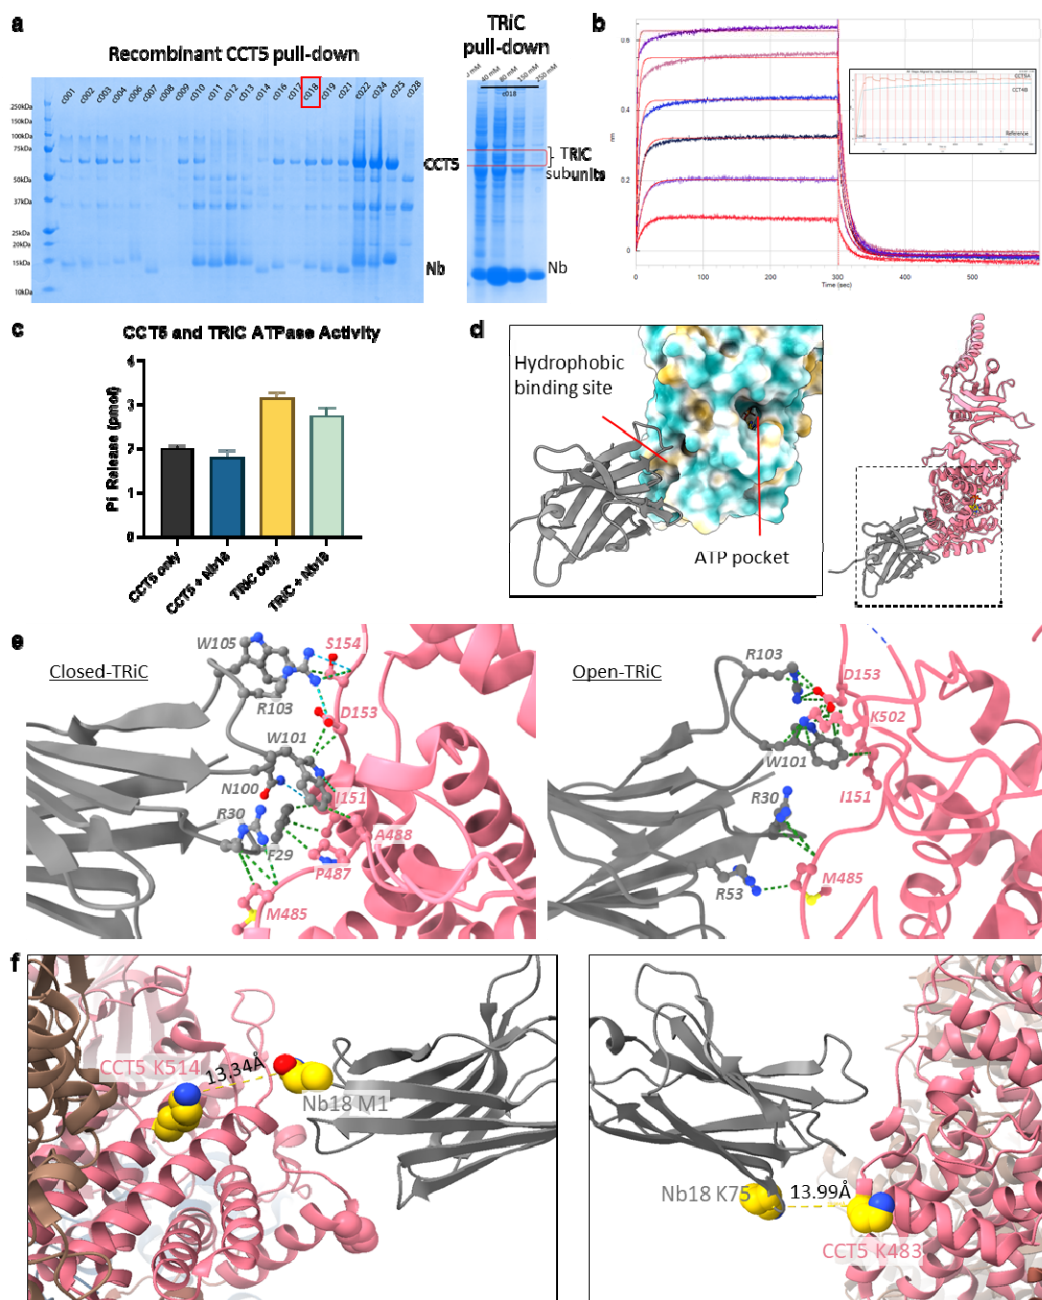 a
Recombinant CCT5 pull-down
TRiC
pull-down
c001 c002 c003 c004 c006 c007 c008 c009 c010 c011 c012 c013 c014 c016 c017 c018 c019 c021 c022 c024 c025 c028
40 mM 80 mM 150 mM 250 mM
c018
250kDa
150kDa
100kDa
75kDa
50kDa
37kDa
25kDa
20kDa
15kDa
10kDa
CCT5
Nb
TRiC
subunits
Nb
b
0.6
0.4
0.2
0
0
100
200
300
400
500
Time (sec)
CCT5A
CCT4B
Reference
c
CCT5 and TRiC ATPase Activity
Pi Release (pmol)
4
3
2
1
0
CCT5 only
CCT5 + Nb18
TRiC only
TRiC + Nb18
d
Hydrophobic
binding site
ATP pocket
e
Closed-TRiC
W105
S154
R103
D153
W101
N100
I151
R30
F29
A488
P487
M485
Open-TRiC
R103
D153
K502
W101
I151
R30
R53
M485
f
CCT5 K514
13.34Å
Nb18 M1
Nb18 K75
13.99Å
CCT5 K483